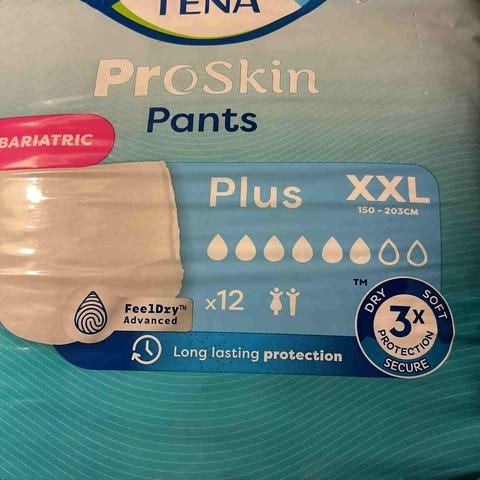 TENA
ProSkin
Pants
BARIATRIC
Plus XXL
150 - 203CM
x12
FeelDry™
Advanced
Long lasting protection
™
DRY SOFT
3x
PROTECTION
SECURE